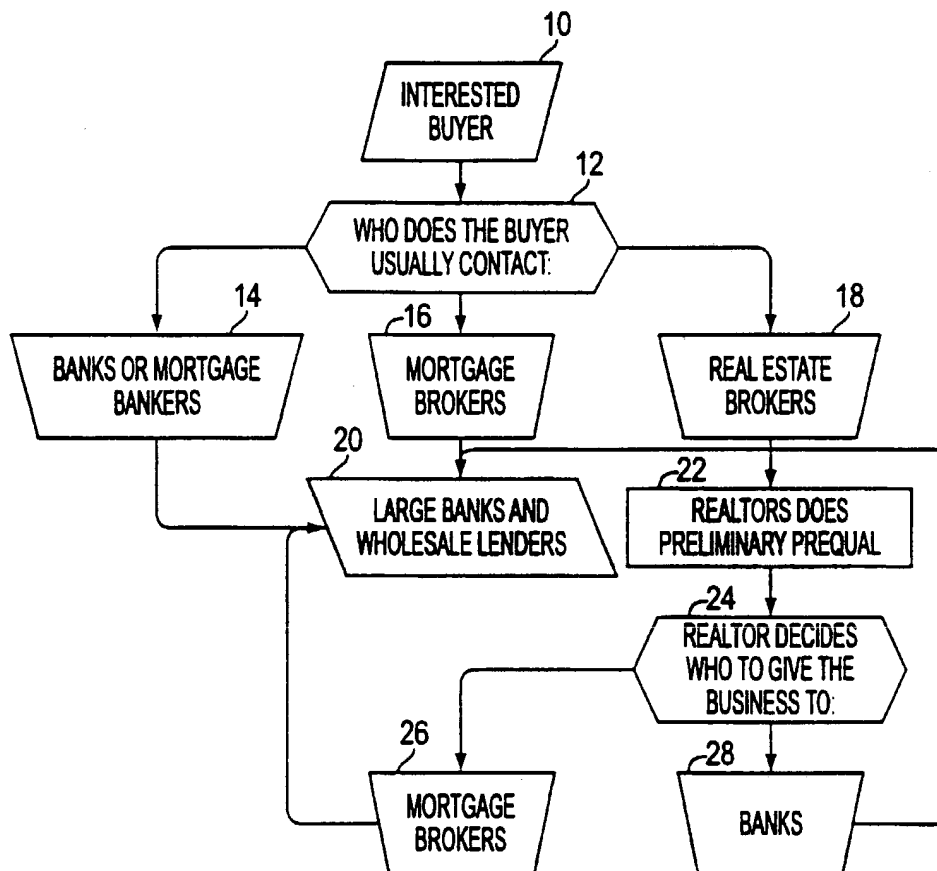 10
INTERESTED
BUYER
12
WHO DOES THE BUYER
USUALLY CONTACT:
14
BANKS OR MORTGAGE
BANKERS
16
MORTGAGE
BROKERS
18
REAL ESTATE
BROKERS
20
LARGE BANKS AND
WHOLESALE LENDERS
22
REALTORS DOES
PRELIMINARY PREQUAL
24
REALTOR DECIDES
WHO TO GIVE THE
BUSINESS TO:
26
MORTGAGE
BROKERS
28
BANKS